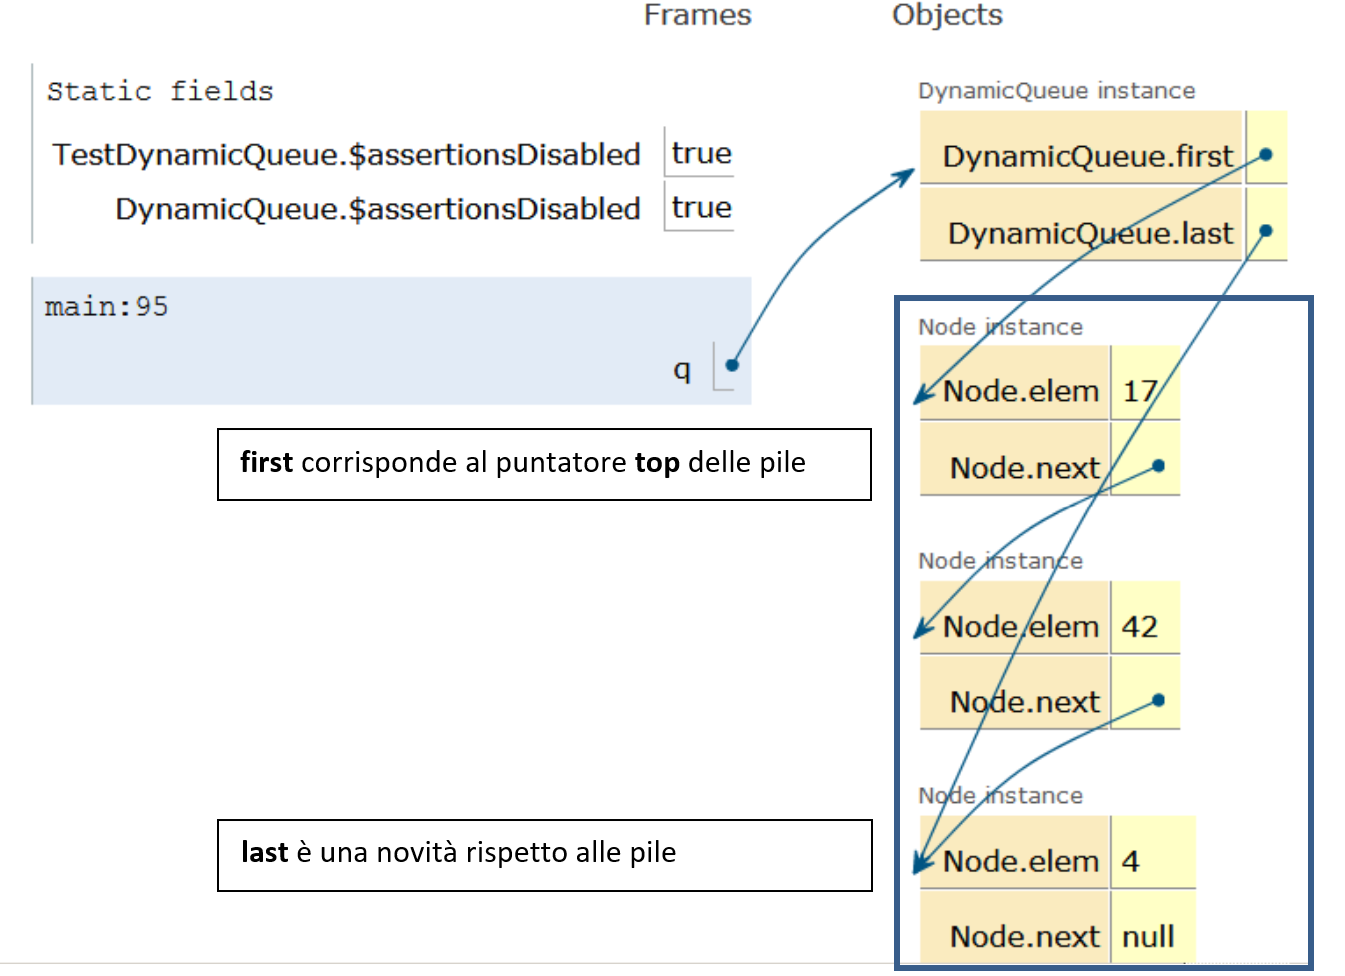 Frames Objects
Static fields
TestDynamicQueue.$assertionsDisabled true
DynamicQueue.$assertionsDisabled true
main:95
q
first corrisponde al puntatore top delle pile
last è una novità rispetto alle pile
DynamicQueue instance
DynamicQueue.first
DynamicQueue.last
Node instance
Node.elem 17
Node.next
Node instance
Node.elem 42
Node.next
Node instance
Node.elem 4
Node.next null